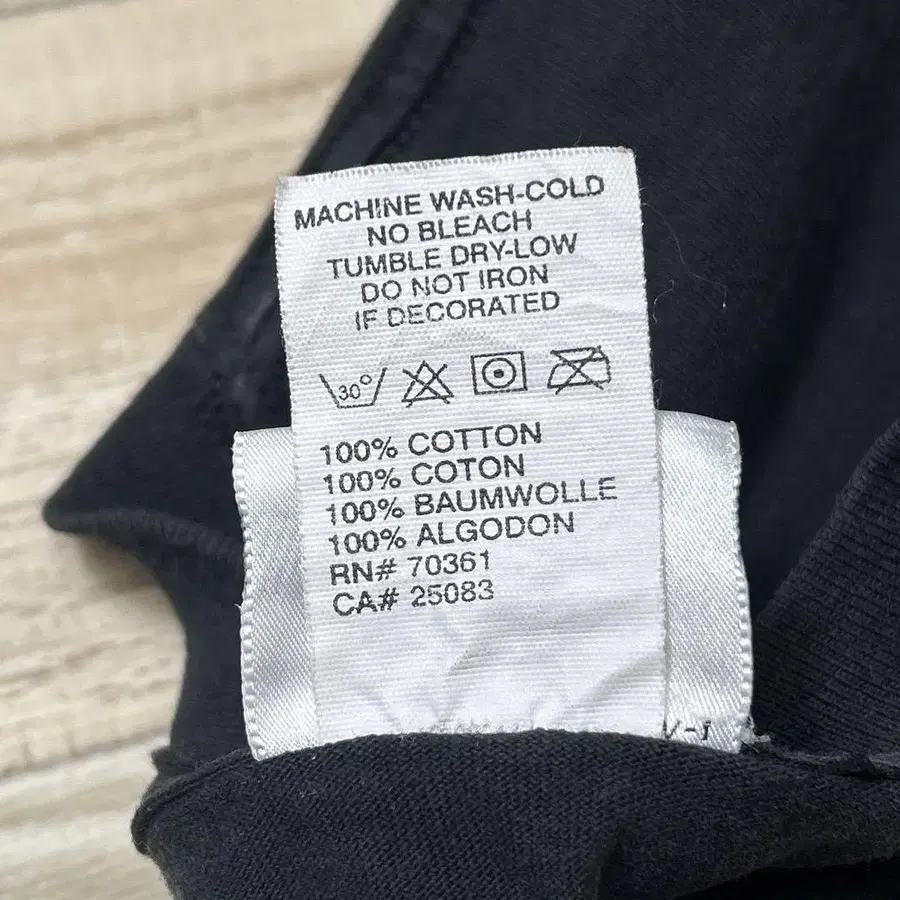 MACHINE WASH-COLD
NO BLEACH
TUMBLE DRY-LOW
DO NOT IRON
IF DECORATED
30°
100% COTTON
100% COTON
100% BAUMWOLLE
100% ALGODON
RN# 70361
CA# 25083